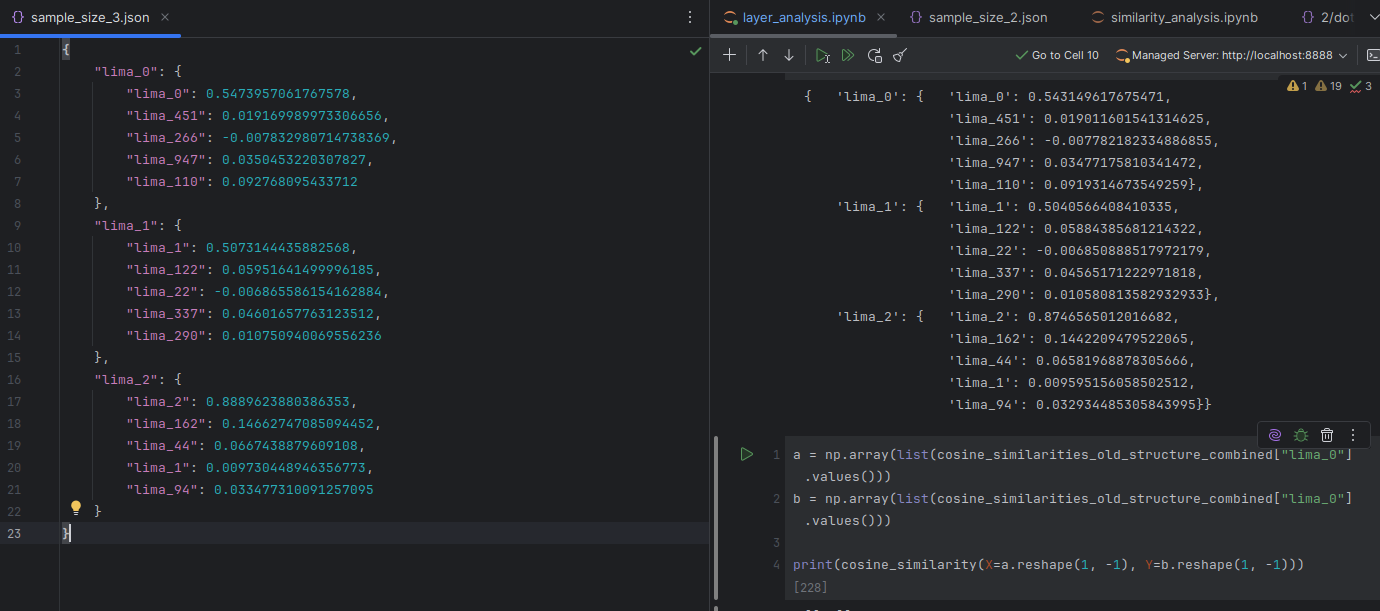 sample_size_3.json
1 {
2 "lima_0": {
3 "lima_0": 0.5473957061767578,
4 "lima_451": 0.019169989973306656,
5 "lima_266": -0.007832980714738369,
6 "lima_947": 0.0350453220307827,
7 "lima_110": 0.092768095433712
8 },
9 "lima_1": {
10 "lima_1": 0.5073144435882568,
11 "lima_122": 0.05951641499996185,
12 "lima_22": -0.006865586154162884,
13 "lima_337": 0.04601657763123512,
14 "lima_290": 0.010750940069556236
15 },
16 "lima_2": {
17 "lima_2": 0.8889623880386353,
18 "lima_162": 0.14662747085094452,
19 "lima_44": 0.0667438879609108,
20 "lima_1": 0.009730448946356773,
21 "lima_94": 0.033477310091257095
22 }
23 }
layer_analysis.ipynb sample_size_2.json similarity_analysis.ipynb 2/dot
Go to Cell 10 Managed Server: http://localhost:8888
1 19 3
{ 'lima_0': { 'lima_0': 0.543149617675471,
'lima_451': 0.019011601541314625,
'lima_266': -0.007782182334886855,
'lima_947': 0.03477175810341472,
'lima_110': 0.0919314673549259},
'lima_1': { 'lima_1': 0.5040566408410335,
'lima_122': 0.05884385681214322,
'lima_22': -0.006850888517972179,
'lima_337': 0.04565171222971818,
'lima_290': 0.010580813582932933},
'lima_2': { 'lima_2': 0.8746565012016682,
'lima_162': 0.1442209479522065,
'lima_44': 0.06581968878305666,
'lima_1': 0.009595156058502512,
'lima_94': 0.032934485305843995}}
1 a = np.array(list(cosine_similarities_old_structure_combined["lima_0"]
.values()))
2 b = np.array(list(cosine_similarities_old_structure_combined["lima_0"]
.values()))
3
4 print(cosine_similarity(X=a.reshape(1, -1), Y=b.reshape(1, -1)))
[228]